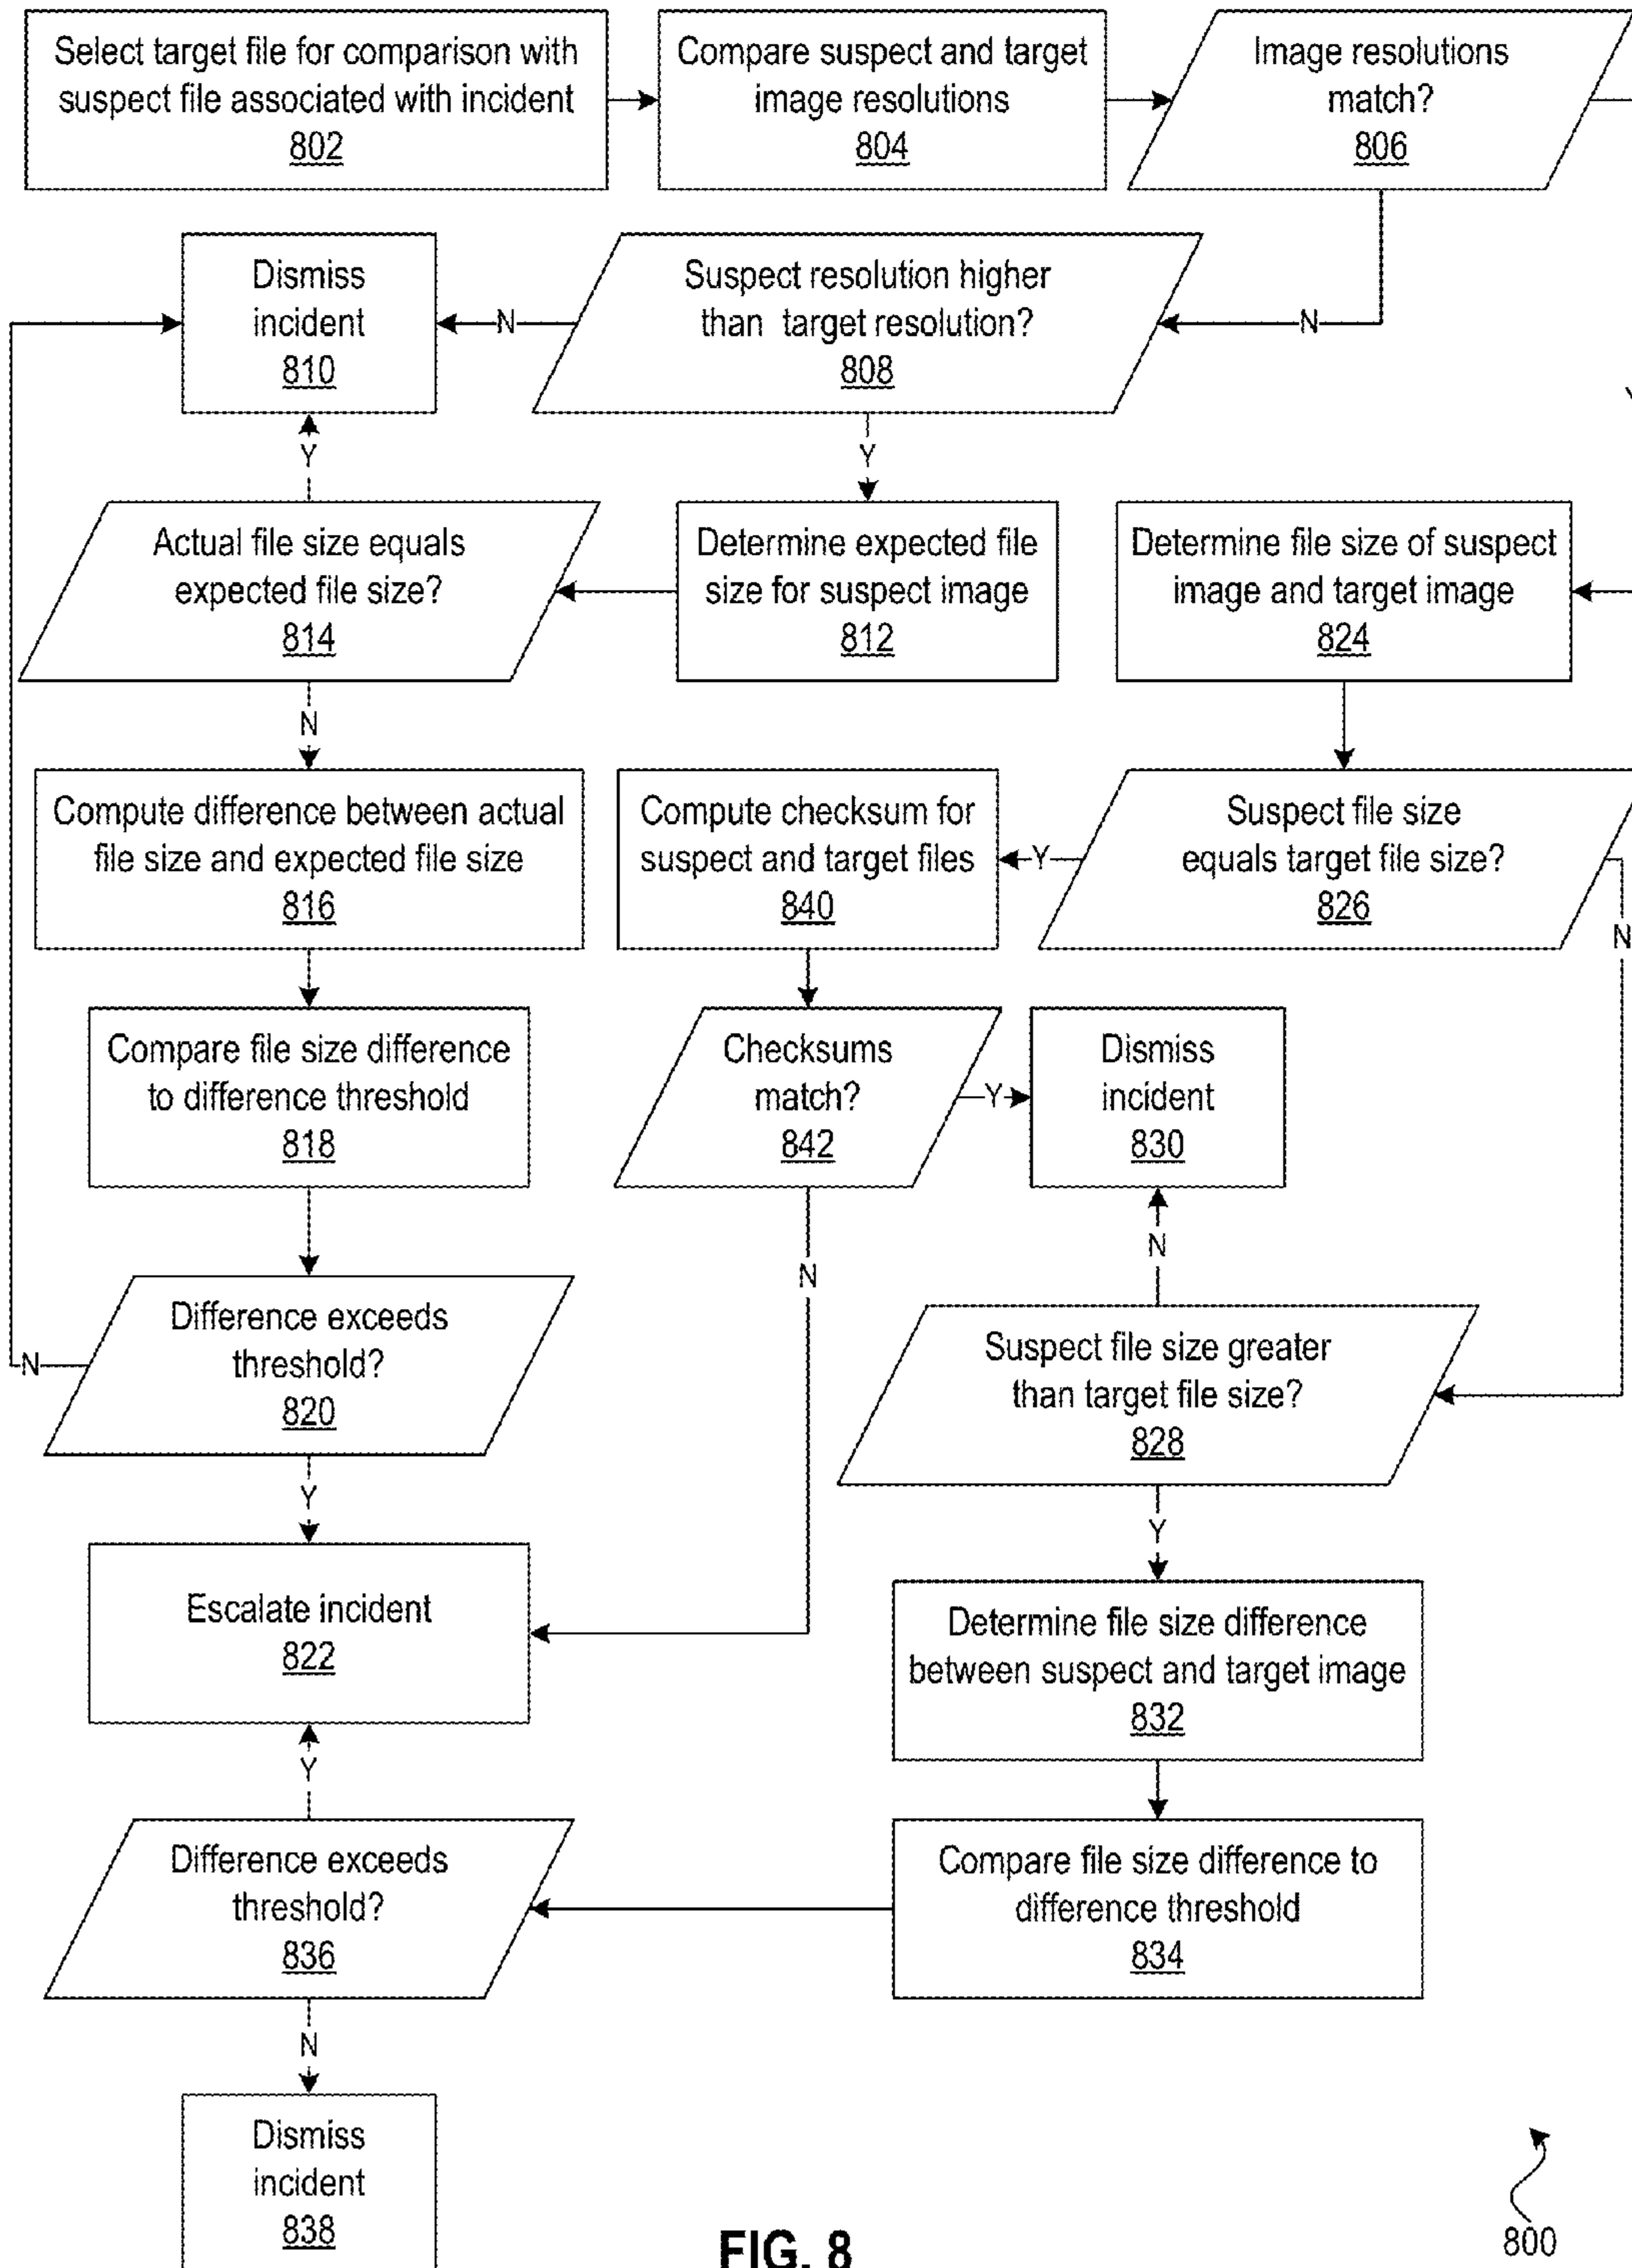 Select target file for comparison with
suspect file associated with incident
802
Compare suspect and target
image resolutions
804
Image resolutions
match?
806
Dismiss
incident
810
N
Suspect resolution higher
than target resolution?
808
N
Y
Y
Y
Actual file size equals
expected file size?
814
Determine expected file
size for suspect image
812
Determine file size of suspect
image and target image
824
N
Compute difference between actual
file size and expected file size
816
Compute checksum for
suspect and target files
840
Y
Suspect file size
equals target file size?
826
N
Compare file size difference
to difference threshold
818
Checksums
match?
842
Y
Dismiss
incident
830
N
N
Difference exceeds
threshold?
820
N
Suspect file size greater
than target file size?
828
Y
Y
Escalate incident
822
Determine file size difference
between suspect and target image
832
Y
Difference exceeds
threshold?
836
Compare file size difference to
difference threshold
834
N
Dismiss
incident
838
FIG. 8
800